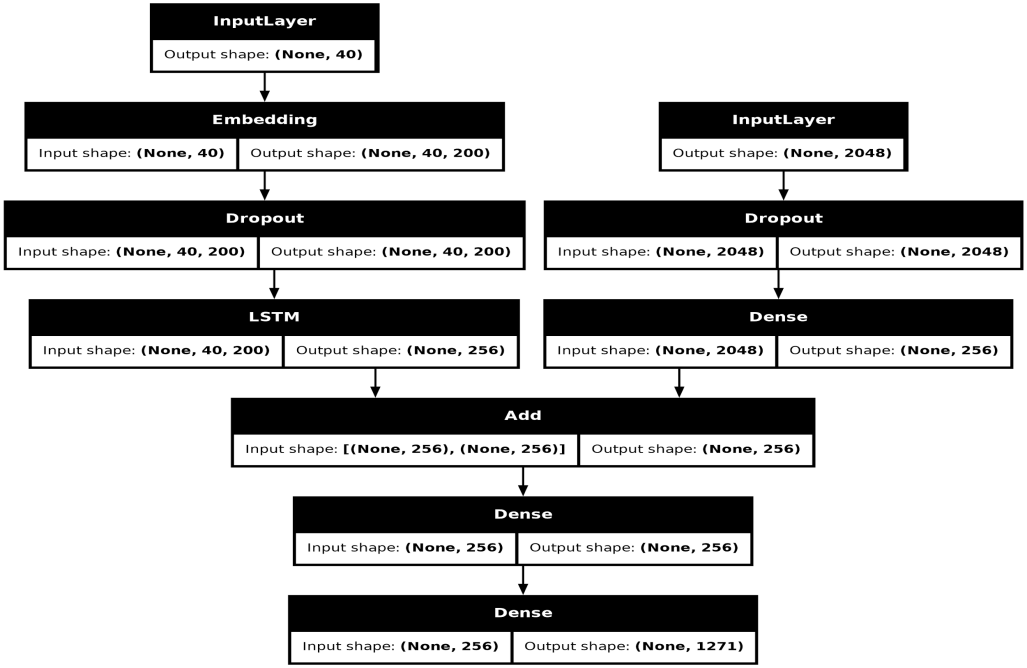 InputLayer
Output shape: (None, 40)
Embedding
Input shape: (None, 40) Output shape: (None, 40, 200)
InputLayer
Output shape: (None, 2048)
Dropout
Input shape: (None, 40, 200) Output shape: (None, 40, 200)
Dropout
Input shape: (None, 2048) Output shape: (None, 2048)
LSTM
Input shape: (None, 40, 200) Output shape: (None, 256)
Dense
Input shape: (None, 2048) Output shape: (None, 256)
Add
Input shape: [(None, 256), (None, 256)] Output shape: (None, 256)
Dense
Input shape: (None, 256) Output shape: (None, 256)
Dense
Input shape: (None, 256) Output shape: (None, 1271)